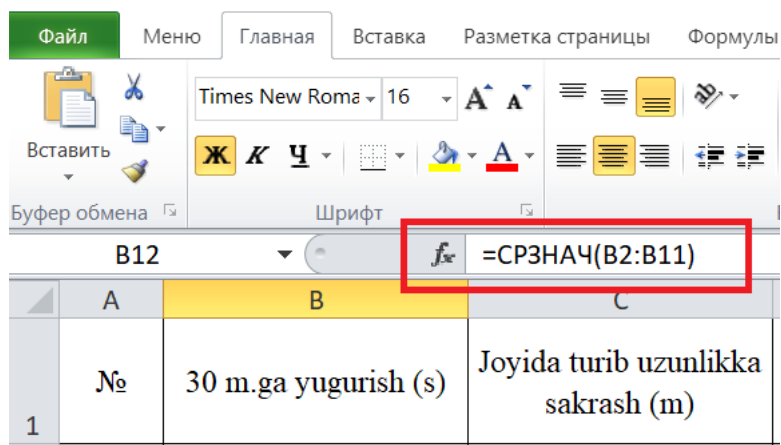 Файл Меню Главная Вставка Разметка страницы Формулы
Times New Roma 16 А А
Вставить Ж К Ч А
Буфер обмена Шрифт
B12 fx =СРЗНАЧ(B2:B11)
A B C
№ 30 m.ga yugurish (s) Joyida turib uzunlikka
sakrash (m)
1